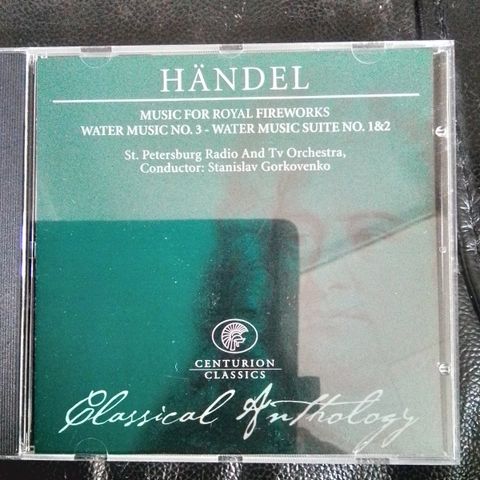 HÄNDEL
MUSIC FOR ROYAL FIREWORKS
WATER MUSIC NO. 3 - WATER MUSIC SUITE NO. 1&2
St. Petersburg Radio And Tv Orchestra,
Conductor: Stanislav Gorkovenko
CENTURION
CLASSICS
Classical Anthology